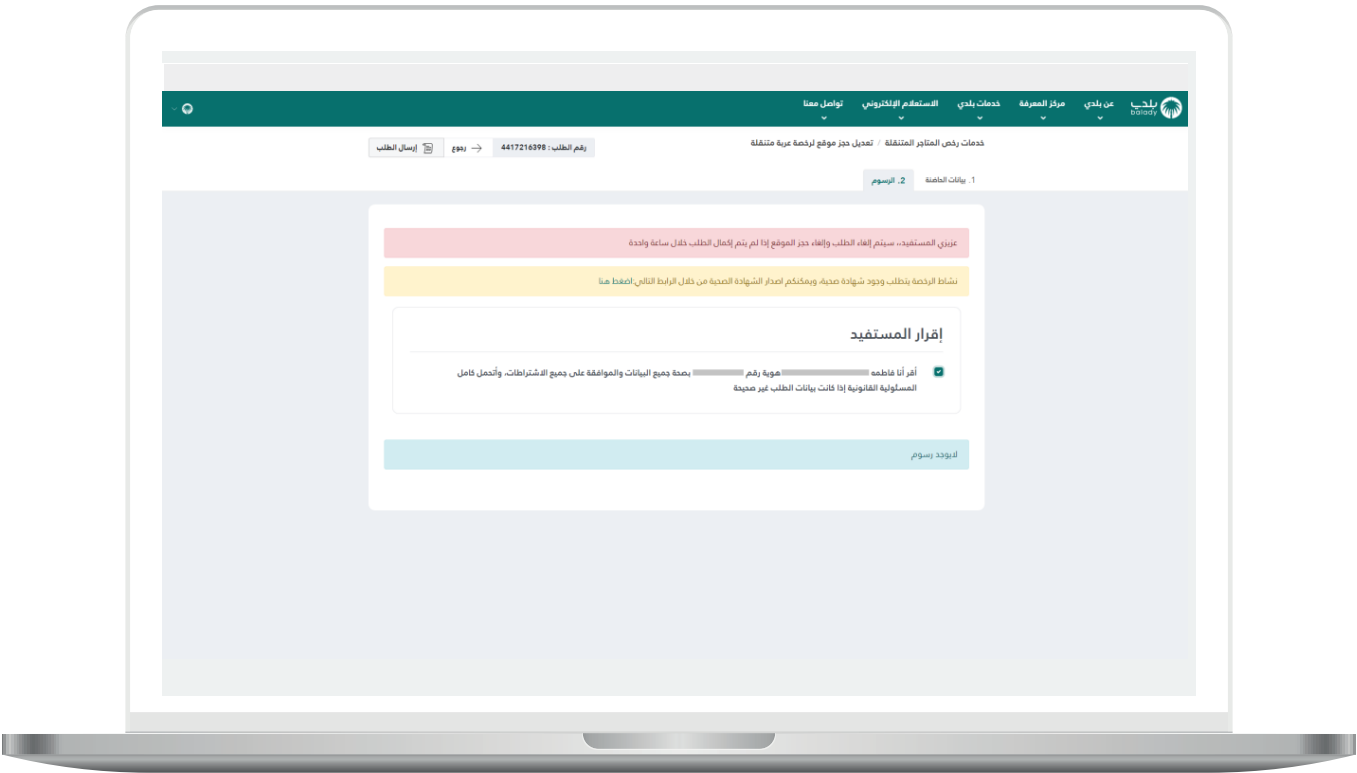 بلدي
balady
عن بلدي
مركز المعرفة
خدمات بلدي
الاستعلام الإلكتروني
تواصل معنا
خدمات رخص المتاجر المتنقلة / تعديل حجز موقع لرخصة عربة متنقلة
رقم الطلب : 4417216398
رجوع
إرسال الطلب
1. بيانات الحاضنة
2. الرسوم
عزيزي المستفيد،، سيتم إلغاء الطلب وإلغاء حجز الموقع إذا لم يتم إكمال الطلب خلال ساعة واحدة
نشاط الرخصة يتطلب وجود شهادة صحية، ويمكنكم اصدار الشهادة الصحية من خلال الرابط التالي:اضغط هنا
إقرار المستفيد
أقر أنا فاطمه هوية رقم بصحة جميع البيانات والموافقة على جميع الاشتراطات، وأتحمل كامل
المسئولية القانونية إذا كانت بيانات الطلب غير صحيحة
لايوجد رسوم